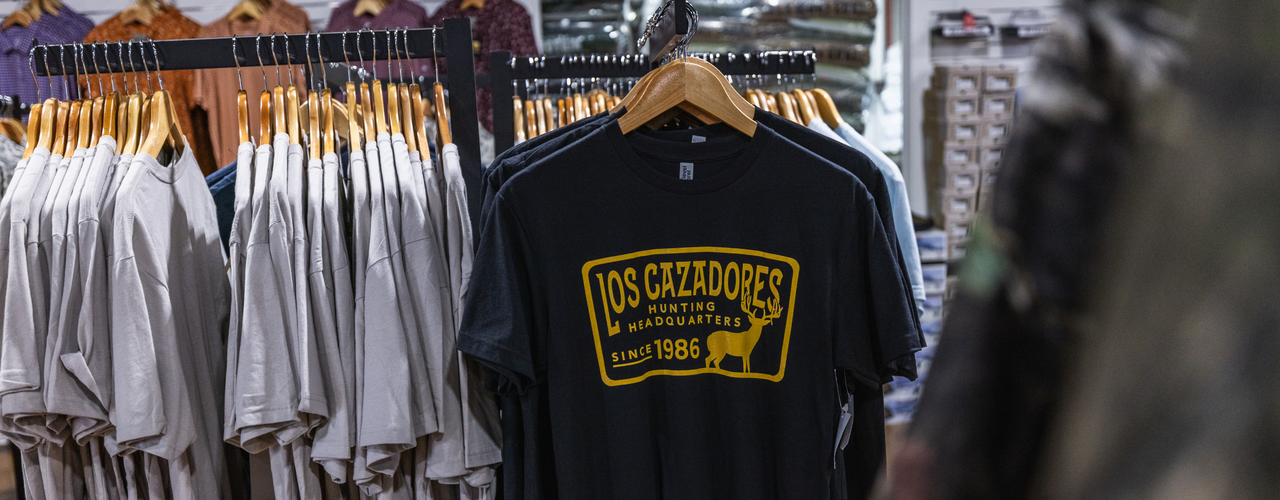 LOS CAZADORES
HUNTING
HEADQUARTERS
SINCE 1986